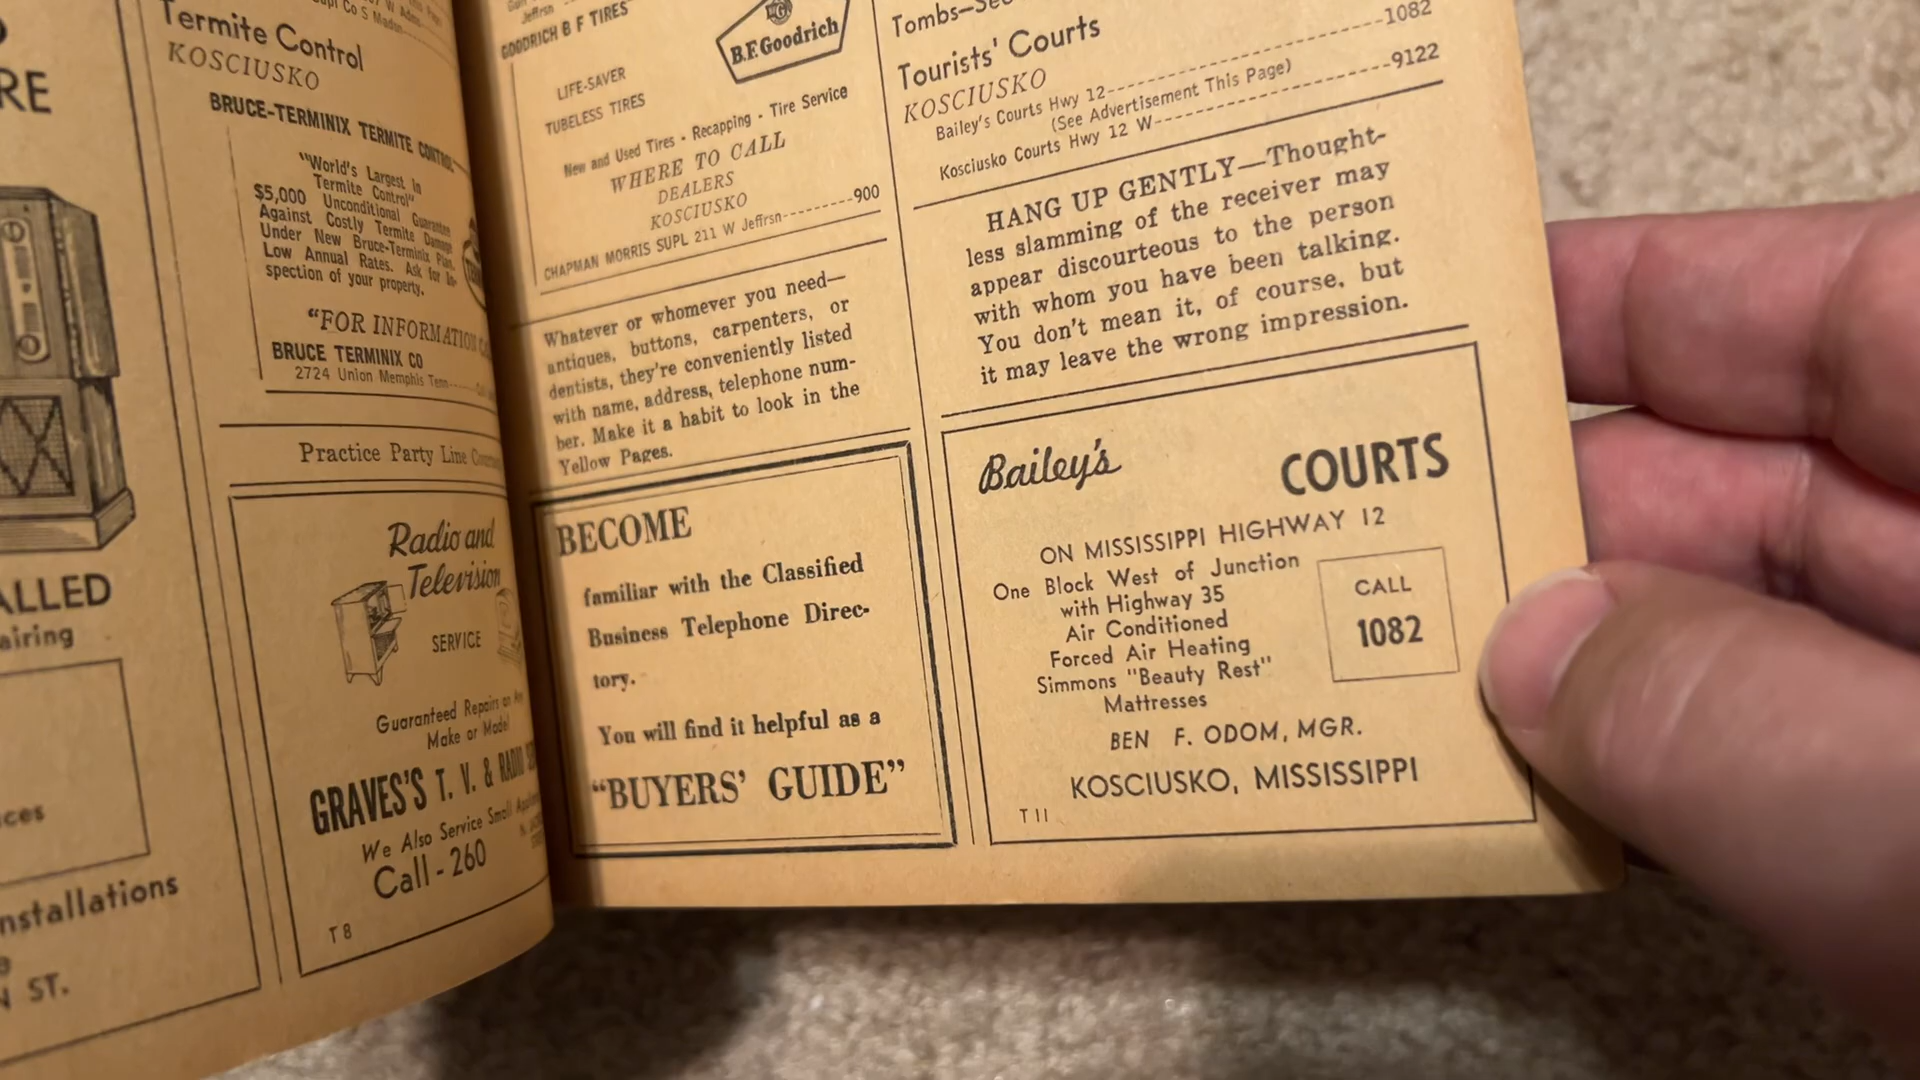 RE
ALLED
airing
ces
nstallations
ST.
Termite Control
KOSCIUSKO
BRUCE-TERMINIX TERMITE CONTROL
"World's Largest In
Termite Control"
$5,000 Unconditional Guarantee
Against Costly Termite Damage
Under New Bruce-Terminix Plan.
Low Annual Rates. Ask for In-
spection of your property.
"FOR INFORMATION
BRUCE TERMINIX CO
2724 Union Memphis Tenn
Practice Party Line
Radio and
Television
SERVICE
Guaranteed Repairs on
Make or Model
GRAVES'S T. V. & RADIO
We Also Service Small
Call - 260
T 8
GOODRICH B F TIRES
B.F. Goodrich
LIFE-SAVER
TUBELESS TIRES
New and Used Tires - Recapping - Tire Service
WHERE TO CALL
DEALERS
KOSCIUSKO
CHAPMAN MORRIS SUPL 211 W Jeffrsn---------900
Whatever or whomever you need—
antiques, buttons, carpenters, or
dentists, they're conveniently listed
with name, address, telephone num-
ber. Make it a habit to look in the
Yellow Pages.
BECOME
familiar with the Classified
Business Telephone Direc-
tory.
You will find it helpful as a
"BUYERS' GUIDE"
Tourists' Courts
KOSCIUSKO
Bailey's Courts Hwy 12------------------------1082
(See Advertisement This Page)
Kosciusko Courts Hwy 12 W--------------------9122
HANG UP GENTLY—Thought-
less slamming of the receiver may
appear discourteous to the person
with whom you have been talking.
You don't mean it, of course, but
it may leave the wrong impression.
Bailey's COURTS
ON MISSISSIPPI HIGHWAY 12
One Block West of Junction
with Highway 35
Air Conditioned
Forced Air Heating
Simmons "Beauty Rest"
Mattresses
CALL
1082
BEN F. ODOM, MGR.
KOSCIUSKO, MISSISSIPPI
T 11